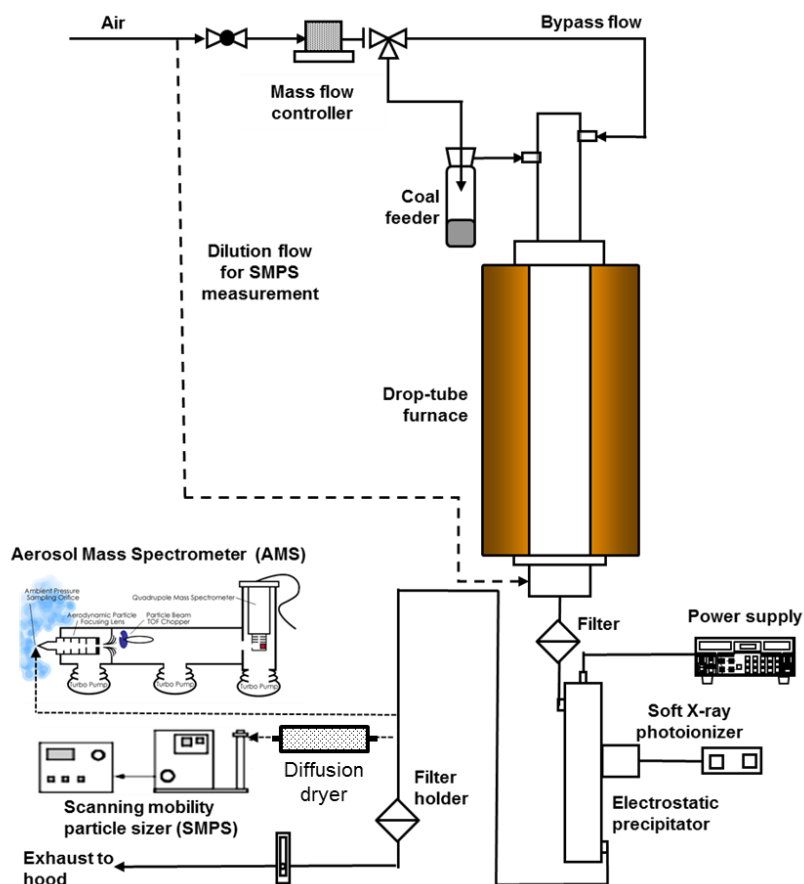 Air
Bypass flow
Mass flow
controller
Coal
feeder
Dilution flow
for SMPS
measurement
Drop-tube
furnace
Aerosol Mass Spectrometer (AMS)
Ambient Pressure
Sampling Orifice
Quadrupole Mass Spectrometer
Aerodynamic Particle
Focusing Lens
Particle Beam
TOF Chopper
Turbo Pump
Turbo Pump
Turbo Pump
Filter
Power supply
Soft X-ray
photoionizer
Diffusion
dryer
Filter
holder
Electrostatic
precipitator
Scanning mobility
particle sizer (SMPS)
Exhaust to
hood